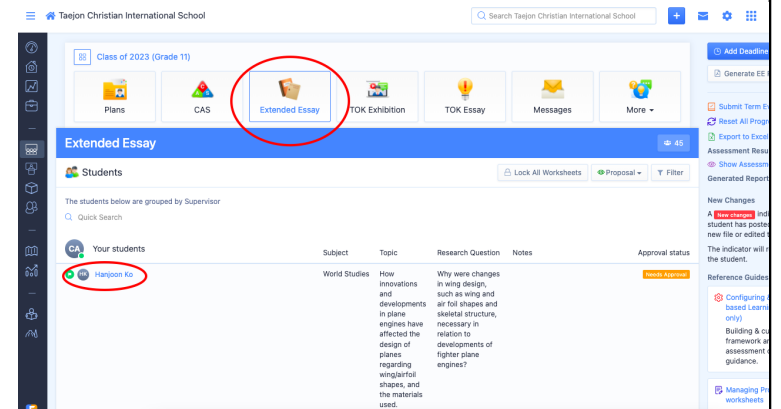 Taejon Christian International School
Search Taejon Christian International School
Class of 2023 (Grade 11)
Plans
CAS
Extended Essay
TOK Exhibition
TOK Essay
Messages
More
Extended Essay
45
Students
Lock All Worksheets
Proposal
Filter
The students below are grouped by Supervisor
Quick Search
CA
Your students
Subject
Topic
Research Question
Notes
Approval status
HK
Hanjoon Ko
World Studies
How
innovations
and
developments
in plane
engines have
affected the
design of
planes
regarding
wing/airfoil
shapes, and
the materials
used.
Why were changes
in wing design,
such as wing and
air foil shapes and
skeletal structure,
necessary in
relation to
developments of
fighter plane
engines?
Needs Approval
Add Deadline
Generate EE
Submit Term
Reset All
Export to Excel
Assessment
Show
Generated Report
New Changes
A New changes
student has
new file or edited
The indicator will
the student.
Reference Guides
Configuring
based
only)
Building &
framework
assessment
guidance.
Managing
worksheets